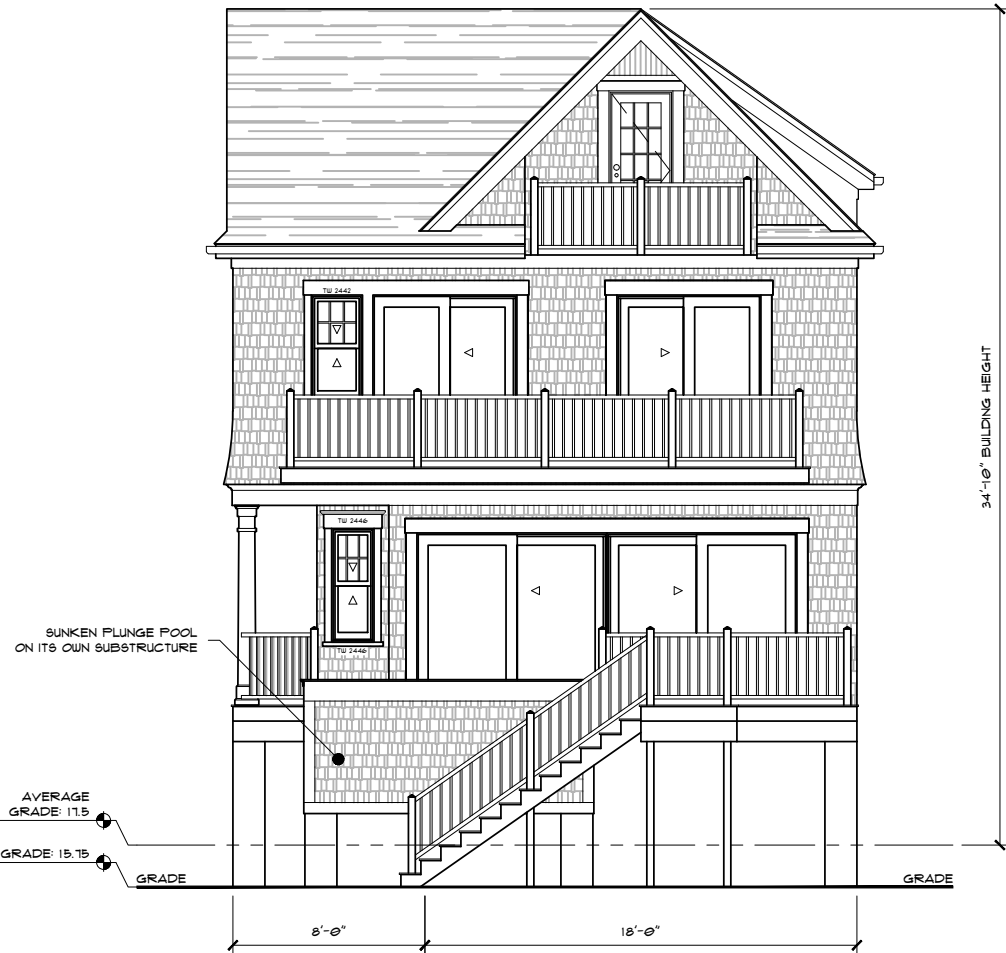 TW 2442
34'-10" BUILDING HEIGHT
TW 2446
SUNKEN PLUNGE POOL
ON ITS OWN SUBSTRUCTURE
TW 2446
AVERAGE
GRADE: 17.5
GRADE: 15.75
GRADE
GRADE
8'-0"
18'-0"